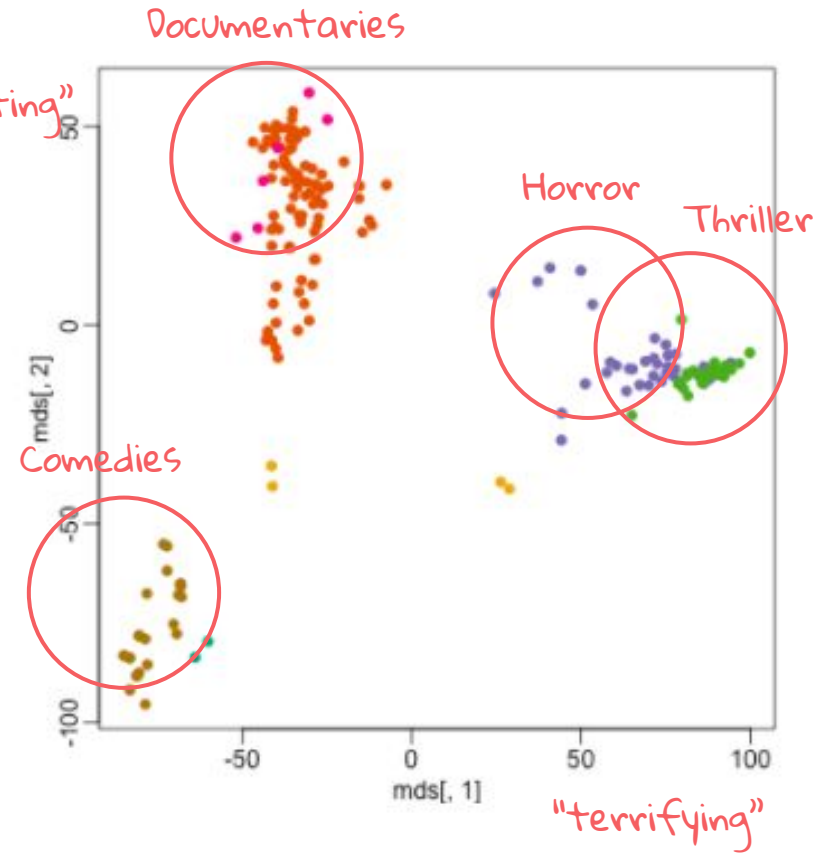 Documentaries
ting”
Horror
Thriller
Comedies
50
0
-50
-100
mds[, 2]
-50
0
50
100
mds[, 1]
"terrifying"